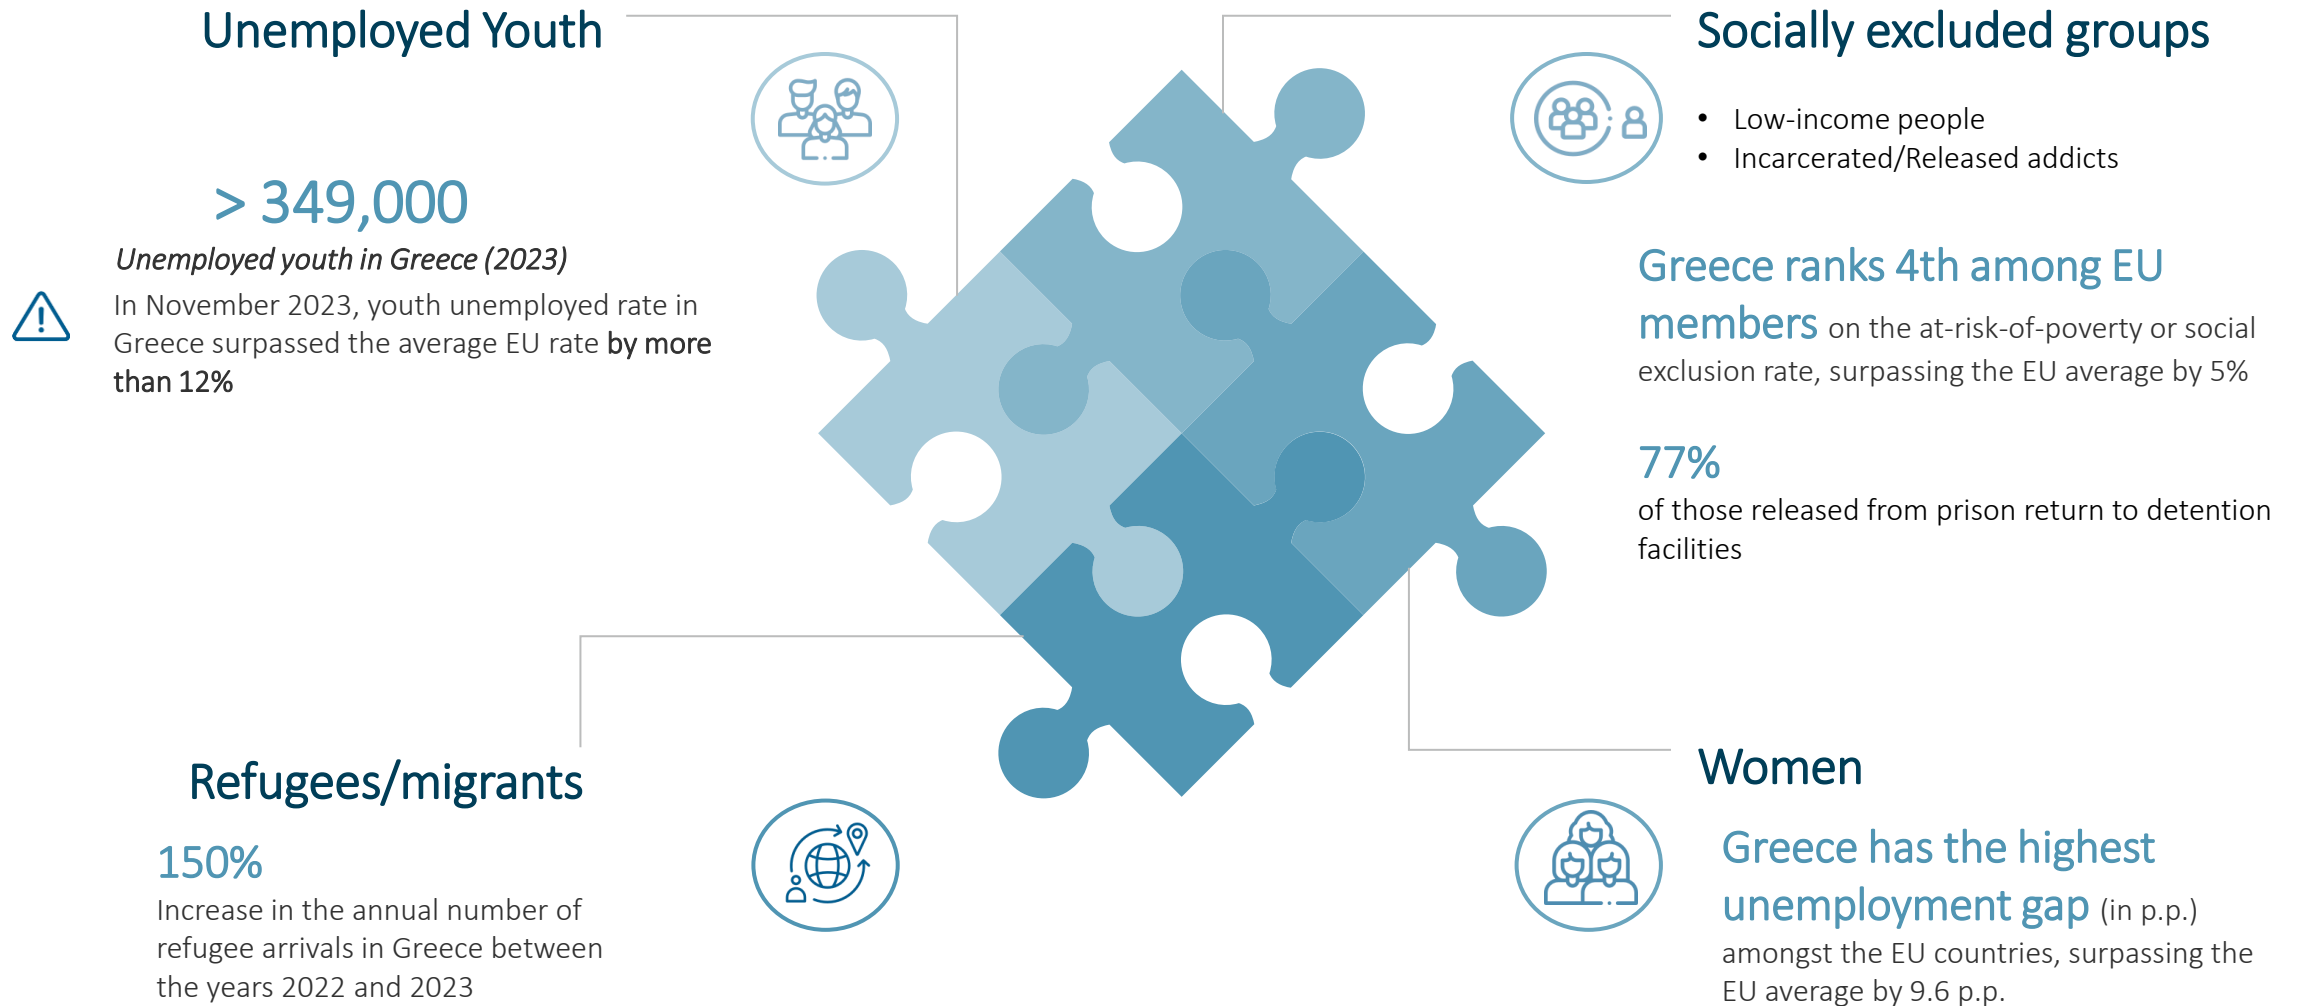 Unemployed Youth
> 349,000
Unemployed youth in Greece (2023)
In November 2023, youth unemployed rate in
Greece surpassed the average EU rate by more
than 12%
Socially excluded groups
• Low-income people
• Incarcerated/Released addicts
Greece ranks 4th among EU
members on the at-risk-of-poverty or social
exclusion rate, surpassing the EU average by 5%
77%
of those released from prison return to detention
facilities
Refugees/migrants
150%
Increase in the annual number of
refugee arrivals in Greece between
the years 2022 and 2023
Women
Greece has the highest
unemployment gap (in p.p.)
amongst the EU countries, surpassing the
EU average by 9.6 p.p.